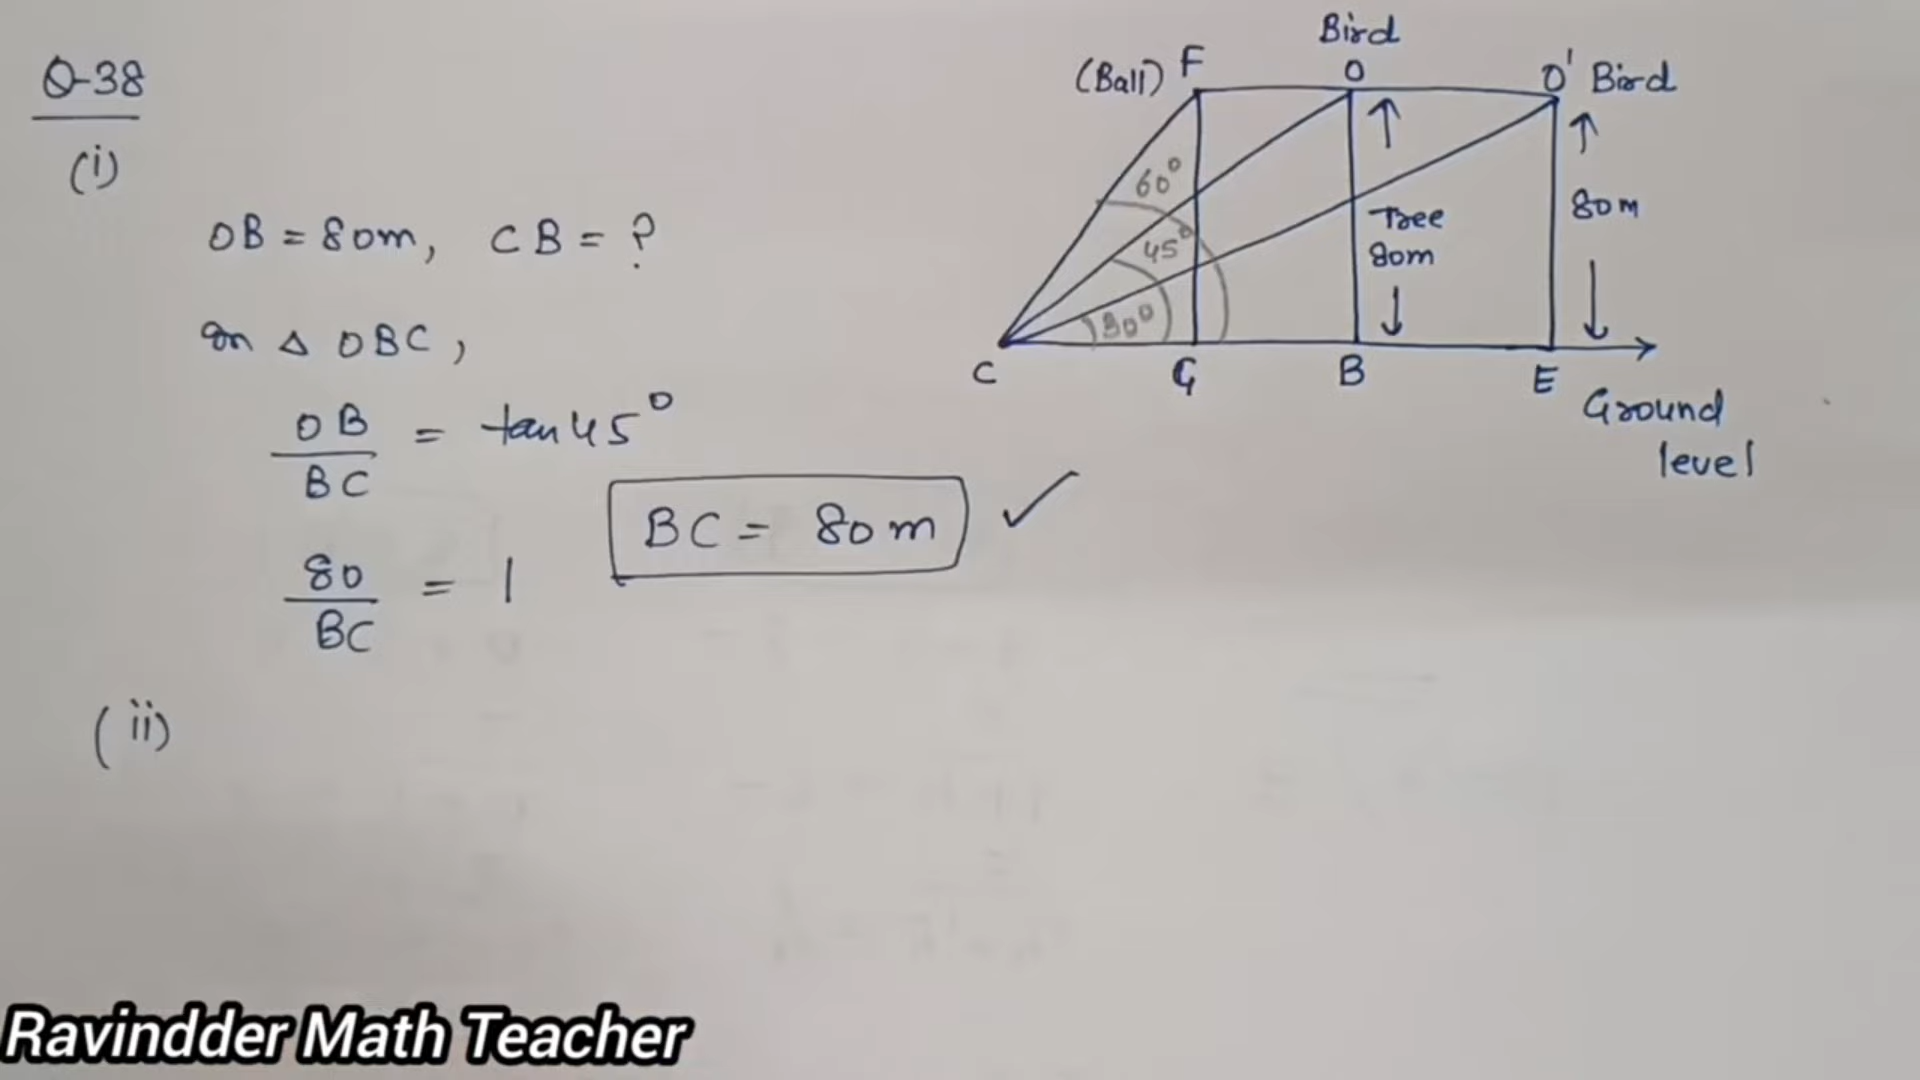 Q-38
(i)
OB = 80m, CB = ?
In △ OBC,
OB/BC = tan45°
80/BC = 1
BC = 80m ✓
(ii)
Bird
(Ball) F O O' Bird
60°
45°
30°
Tree
80m
80m
C G B E
Ground
level
Ravindder Math Teacher